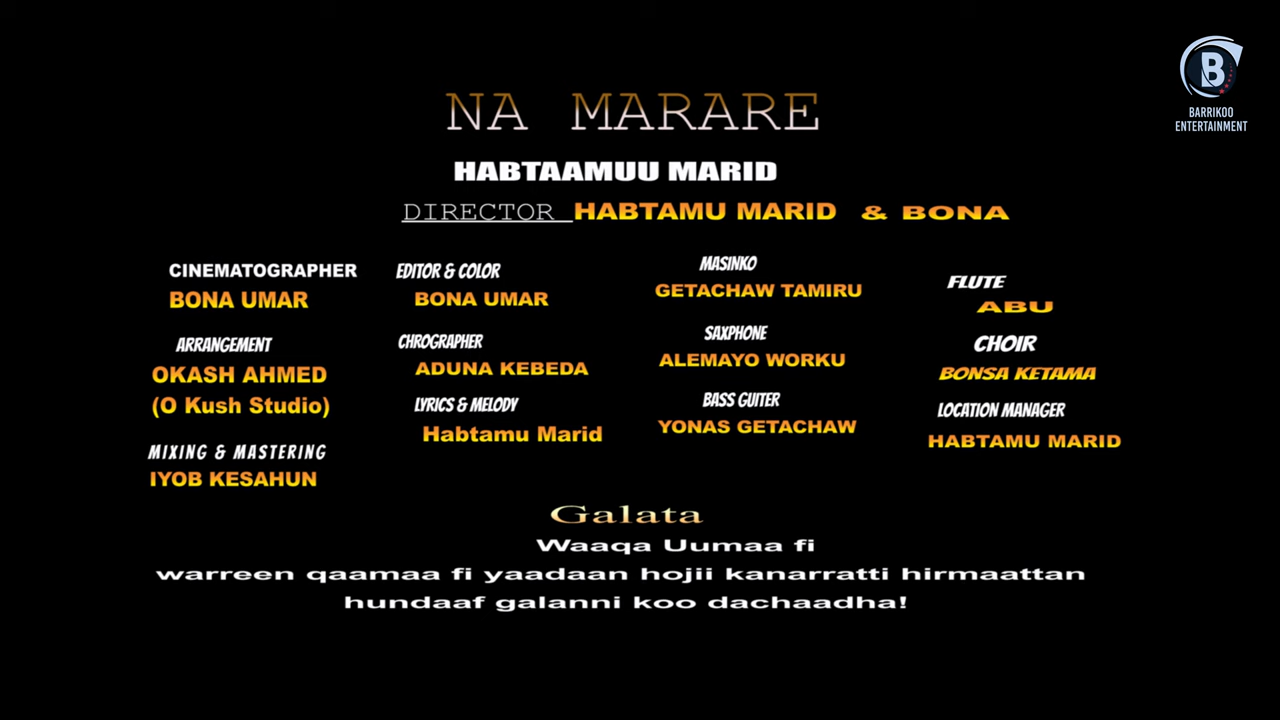 B
BARRIKOO
ENTERTAINMENT
NA MARARE
HABTAAMUU MARID
DIRECTOR HABTAMU MARID & BONA
CINEMATOGRAPHER
BONA UMAR
ARRANGEMENT
OKASH AHMED
(O Kush Studio)
MIXING & MASTERING
IYOB KESAHUN
EDITOR & COLOR
BONA UMAR
CHROGRAPHER
ADUNA KEBEDA
LYRICS & MELODY
Habtamu Marid
MASINKO
GETACHAW TAMIRU
SAXPHONE
ALEMAYO WORKU
BASS GUITER
YONAS GETACHAW
FLUTE
ABU
CHOIR
BONSA KETAMA
LOCATION MANAGER
HABTAMU MARID
Galata
Waaqa Uumaa fi
warreen qaamaa fi yaadaan hojii kanarratti hirmaattan
hundaaf galanni koo dachaadha!